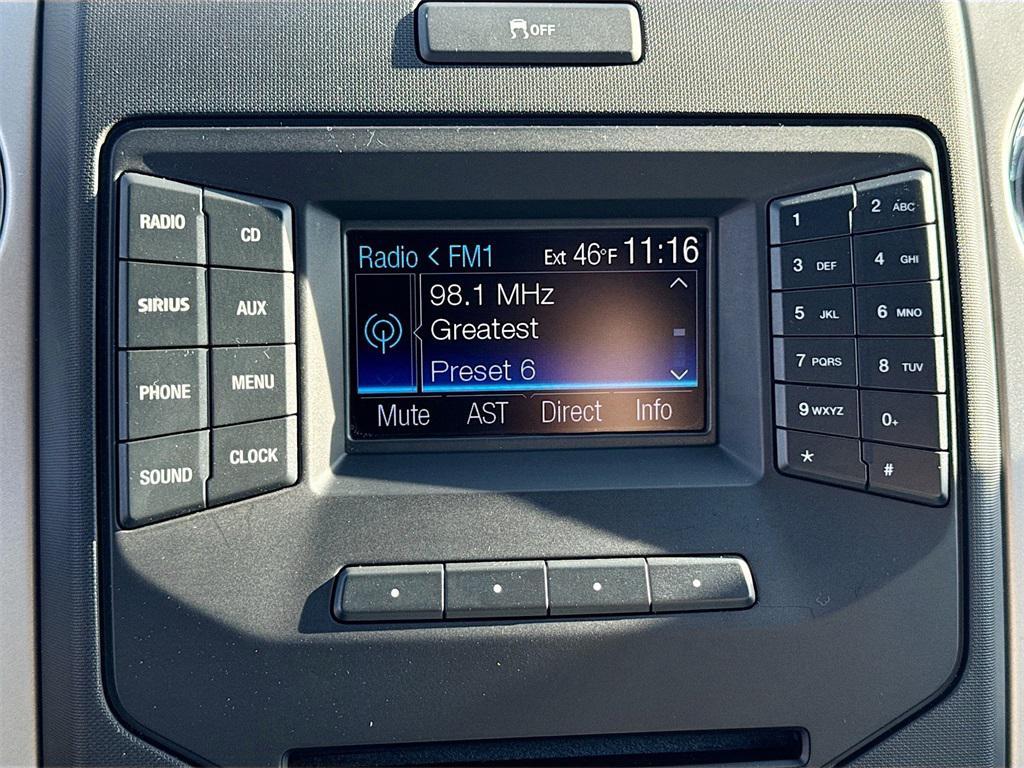 OFF
RADIO
CD
SIRIUS
AUX
PHONE
MENU
SOUND
CLOCK
Radio < FM1 Ext 46°F 11:16
98.1 MHz
Greatest
Preset 6
Mute AST Direct Info
1
2 ABC
3 DEF
4 GHI
5 JKL
6 MNO
7 PQRS
8 TUV
9 WXYZ
0+
*
#